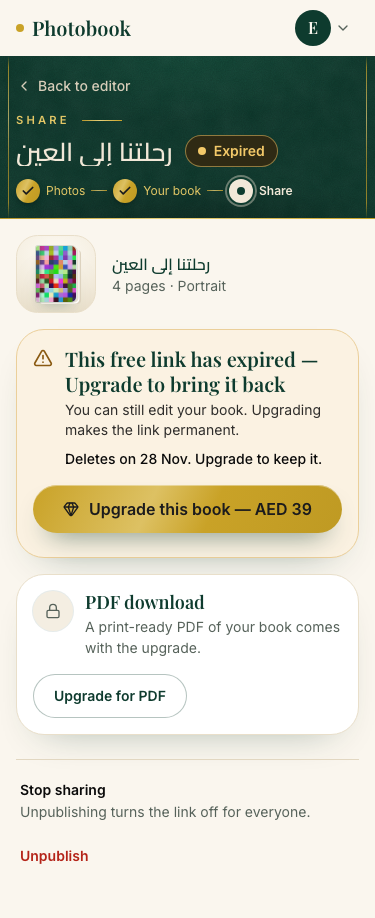 Photobook
E
Back to editor
SHARE
رحلتنا إلى العين
Expired
Photos
Your book
Share
رحلتنا إلى العين
4 pages · Portrait
This free link has expired —
Upgrade to bring it back
You can still edit your book. Upgrading
makes the link permanent.
Deletes on 28 Nov. Upgrade to keep it.
Upgrade this book — AED 39
PDF download
A print-ready PDF of your book comes
with the upgrade.
Upgrade for PDF
Stop sharing
Unpublishing turns the link off for everyone.
Unpublish